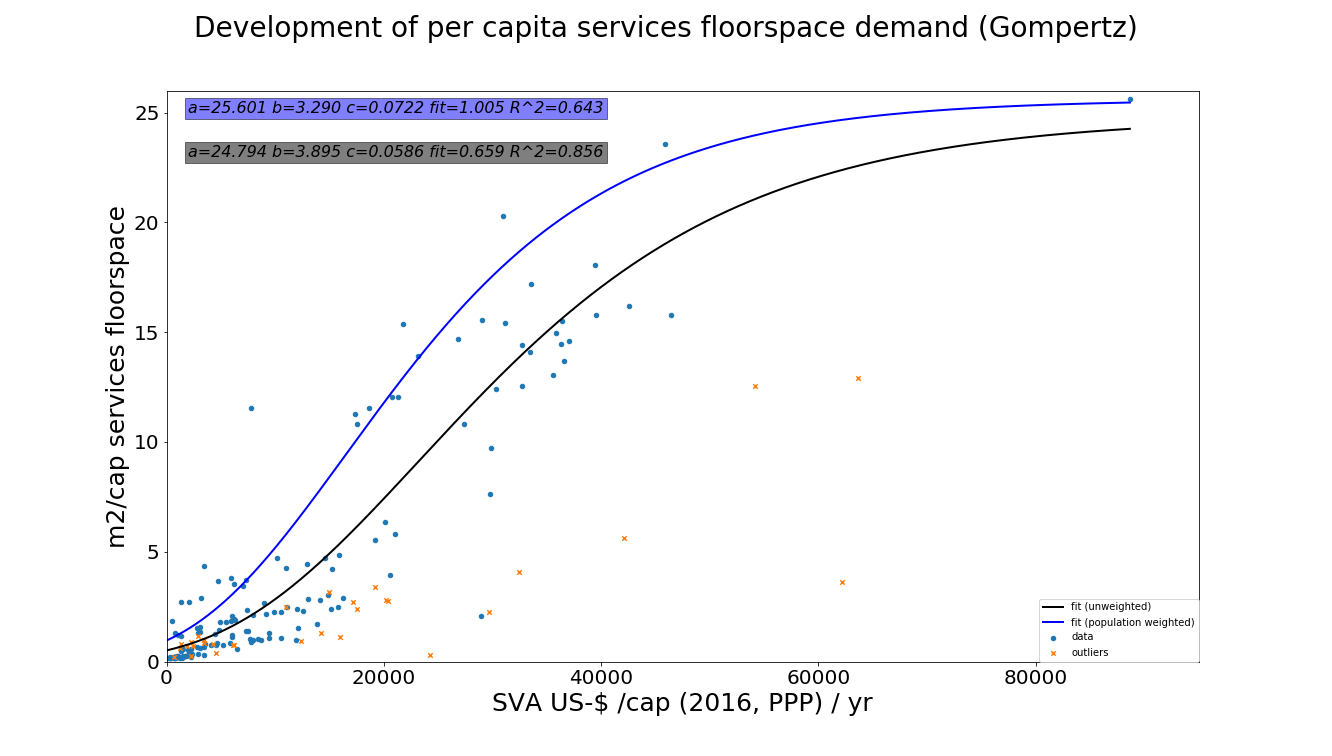 Development of per capita services floorspace demand (Gompertz)
a=25.601 b=3.290 c=0.0722 fit=1.005 R^2=0.643
a=24.794 b=3.895 c=0.0586 fit=0.659 R^2=0.856
m2/cap services floorspace
25
20
15
10
5
0
0 20000 40000 60000 80000
SVA US-$ /cap (2016, PPP) / yr
fit (unweighted)
fit (population weighted)
data
outliers